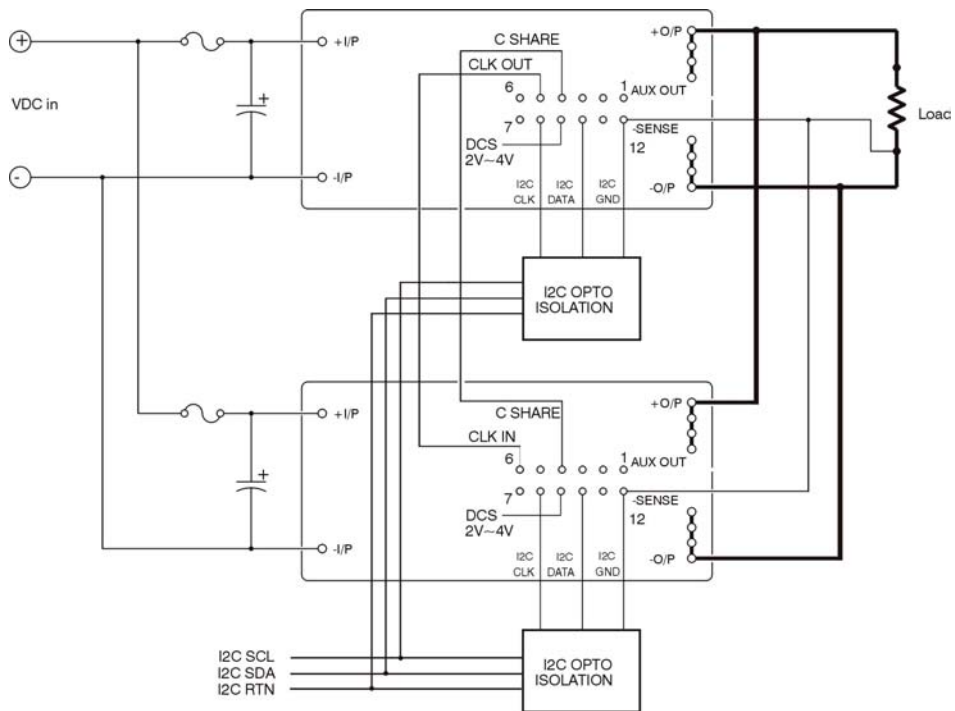 +
+I/P
VDC in
-
-I/P
C SHARE
CLK OUT
6
1
AUX OUT
7
-SENSE
12
DCS
2V~4V
+O/P
-O/P
Load
I2C CLK
I2C DATA
I2C GND
I2C OPTO
ISOLATION
+
+I/P
+
-I/P
C SHARE
CLK IN
6
1
AUX OUT
7
-SENSE
12
DCS
2V~4V
+O/P
-O/P
I2C CLK
I2C DATA
I2C GND
I2C OPTO
ISOLATION
I2C SCL
I2C SDA
I2C RTN